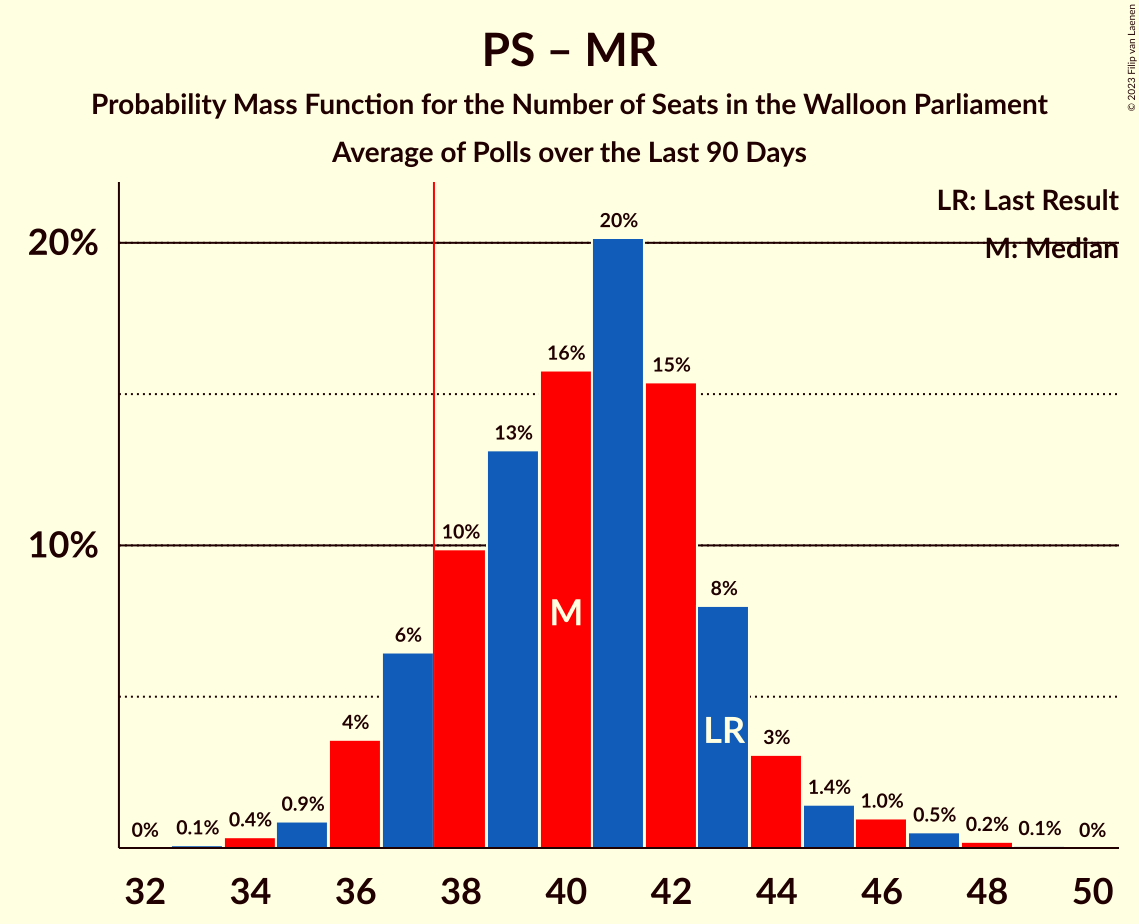 PS – MR
Probability Mass Function for the Number of Seats in the Walloon Parliament
Average of Polls over the Last 90 Days
© 2023 Filip van Laenen
LR: Last Result
M: Median
20%
10%
0%
0.1%
0.4%
0.9%
4%
6%
10%
13%
16%
20%
15%
8%
3%
1.4%
1.0%
0.5%
0.2%
0.1%
0%
M
LR
32 34 36 38 40 42 44 46 48 50